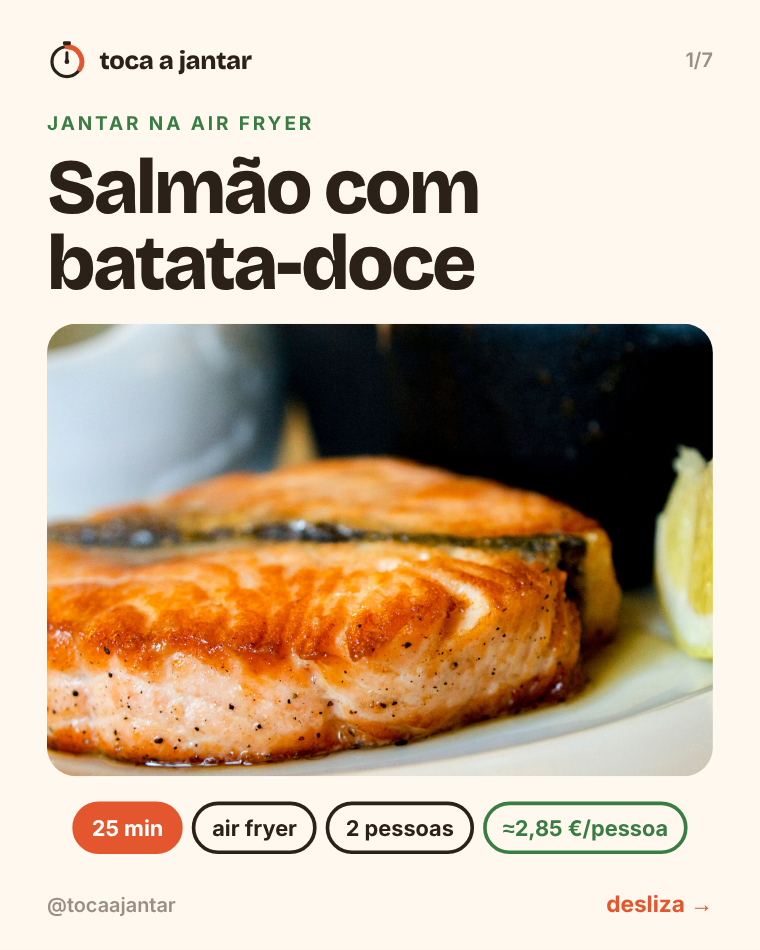 toca a jantar
1/7
JANTAR NA AIR FRYER
Salmão com
batata-doce
25 min
air fryer
2 pessoas
≈2,85 €/pessoa
@tocaajantar
desliza →